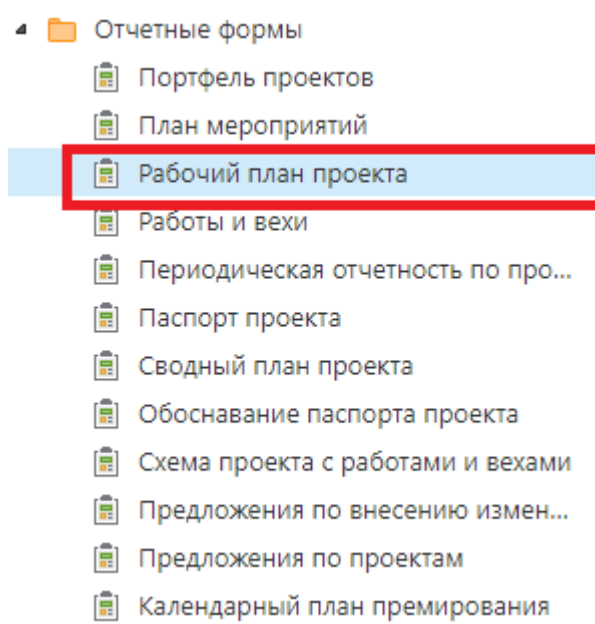 Отчетные формы
Портфель проектов
План мероприятий
Рабочий план проекта
Работы и вехи
Периодическая отчетность по про...
Паспорт проекта
Сводный план проекта
Обоснавание паспорта проекта
Схема проекта с работами и вехами
Предложения по внесению измен...
Предложения по проектам
Календарный план премирования